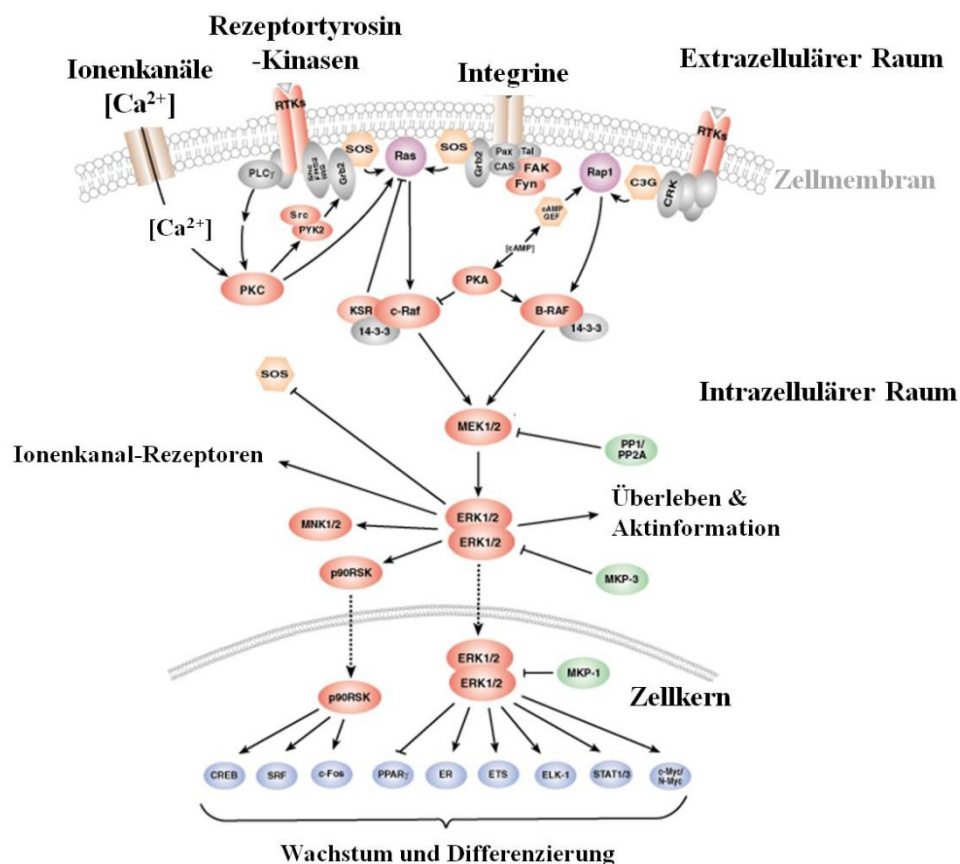 Rezeptortyrosin
-Kinasen
Ionenkanäle
[Ca²⁺]
Integrine
Extrazellulärer Raum
RTKs
RTKs
SOS
Ras
SOS
Pax
Tal
CAS
FAK
Fyn
Grb2
Grb2
PLCγ
Shc
FRS2
Rap1
C3G
CRK
Zellmembran
Src
PYK2
cAMP
GEF
[cAMP]
[Ca²⁺]
PKC
PKA
KSR
c-Raf
14-3-3
B-RAF
14-3-3
SOS
Intrazellulärer Raum
MEK1/2
PP1/
PP2A
Ionenkanal-Rezeptoren
Überleben &
Aktinformation
ERK1/2
ERK1/2
MNK1/2
p90RSK
MKP-3
ERK1/2
ERK1/2
MKP-1
Zellkern
p90RSK
CREB
SRF
c-Fos
PPARγ
ER
ETS
ELK-1
STAT1/3
c-Myc/
N-Myc
Wachstum und Differenzierung